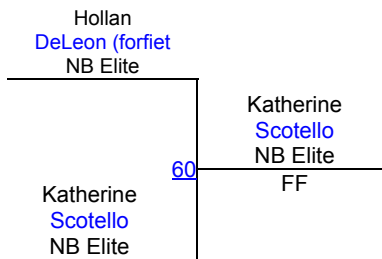 Hollan
DeLeon (forfiet
NB Elite
Katherine
Scotello
NB Elite
60
FF
Katherine
Scotello
NB Elite